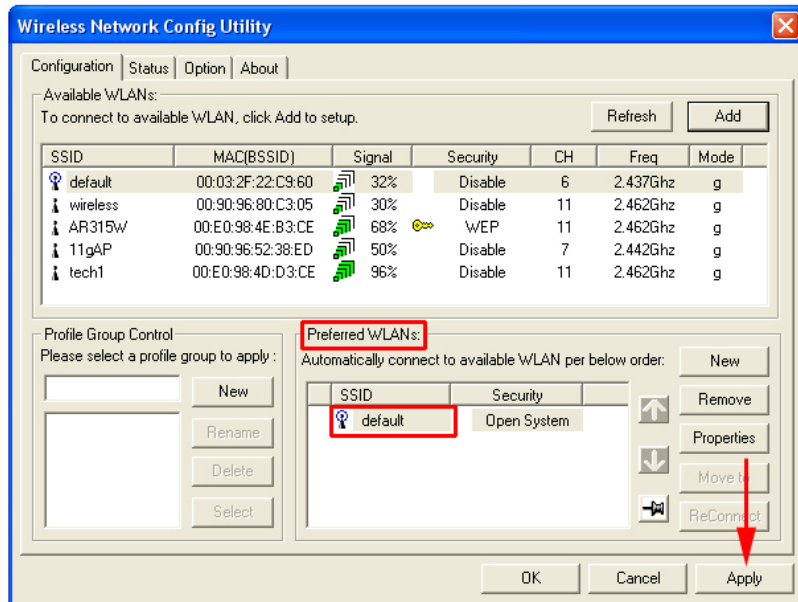 Wireless Network Config Utility
Configuration Status Option About
Available WLANs:
To connect to available WLAN, click Add to setup.
Refresh Add
SSID MAC(BSSID) Signal Security CH Freq Mode
default 00:03:2F:22:C9:60 32% Disable 6 2.437Ghz g
wireless 00:90:96:80:C3:05 30% Disable 11 2.462Ghz g
AR315W 00:E0:98:4E:B3:CE 68% WEP 11 2.462Ghz g
11gAP 00:90:96:52:38:ED 50% Disable 7 2.442Ghz g
tech1 00:E0:98:4D:D3:CE 96% Disable 11 2.462Ghz g
Profile Group Control
Please select a profile group to apply :
New
Rename
Delete
Select
Preferred WLANs:
Automatically connect to available WLAN per below order:
SSID Security
default Open System
New
Remove
Properties
Move to
ReConnect
OK Cancel Apply